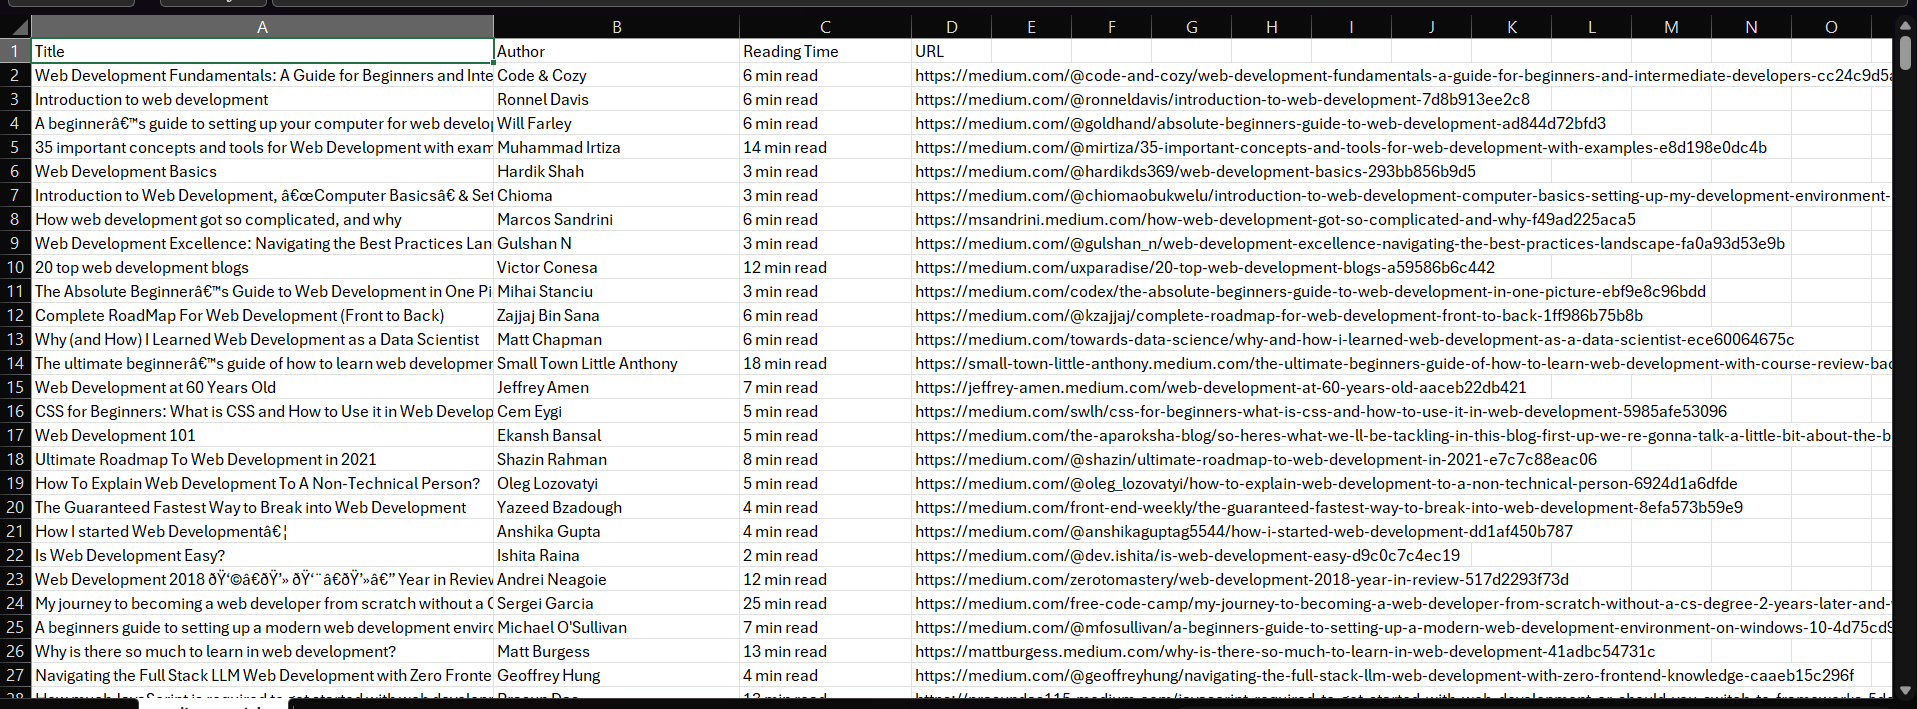 A B C D E F G H I J K L M N O
1 Title Author Reading Time URL
2 Web Development Fundamentals: A Guide for Beginners and Inte Code & Cozy 6 min read https://medium.com/@code-and-cozy/web-development-fundamentals-a-guide-for-beginners-and-intermediate-developers-cc24c9d5a
3 Introduction to web development Ronnel Davis 6 min read https://medium.com/@ronneldavis/introduction-to-web-development-7d8b913ee2c8
4 A beginnerâ€™s guide to setting up your computer for web develop Will Farley 6 min read https://medium.com/@goldhand/absolute-beginners-guide-to-web-development-ad844d72bfd3
5 35 important concepts and tools for Web Development with exam Muhammad Irtiza 14 min read https://medium.com/@mirtiza/35-important-concepts-and-tools-for-web-development-with-examples-e8d198e0dc4b
6 Web Development Basics Hardik Shah 3 min read https://medium.com/@hardikds369/web-development-basics-293bb856b9d5
7 Introduction to Web Development, â€œComputer Basicsâ€ & Set Chioma 3 min read https://medium.com/@chiomaobukwelu/introduction-to-web-development-computer-basics-setting-up-my-development-environment-
8 How web development got so complicated, and why Marcos Sandrini 6 min read https://msandrini.medium.com/how-web-development-got-so-complicated-and-why-f49ad225aca5
9 Web Development Excellence: Navigating the Best Practices Lan Gulshan N 3 min read https://medium.com/@gulshan_n/web-development-excellence-navigating-the-best-practices-landscape-fa0a93d53e9b
10 20 top web development blogs Victor Conesa 12 min read https://medium.com/uxparadise/20-top-web-development-blogs-a59586b6c442
11 The Absolute Beginnerâ€™s Guide to Web Development in One Pi Mihai Stanciu 3 min read https://medium.com/codex/the-absolute-beginners-guide-to-web-development-in-one-picture-ebf9e8c96bdd
12 Complete RoadMap For Web Development (Front to Back) Zajjaj Bin Sana 6 min read https://medium.com/@kzajjaj/complete-roadmap-for-web-development-front-to-back-1ff986b75b8b
13 Why (and How) I Learned Web Development as a Data Scientist Matt Chapman 6 min read https://medium.com/towards-data-science/why-and-how-i-learned-web-development-as-a-data-scientist-ece60064675c
14 The ultimate beginnerâ€™s guide of how to learn web developmer Small Town Little Anthony 18 min read https://small-town-little-anthony.medium.com/the-ultimate-beginners-guide-of-how-to-learn-web-development-with-course-review-bac
15 Web Development at 60 Years Old Jeffrey Amen 7 min read https://jeffrey-amen.medium.com/web-development-at-60-years-old-aaceb22db421
16 CSS for Beginners: What is CSS and How to Use it in Web Develop Cem Eygi 5 min read https://medium.com/swlh/css-for-beginners-what-is-css-and-how-to-use-it-in-web-development-5985afe53096
17 Web Development 101 Ekansh Bansal 5 min read https://medium.com/the-aparoksha-blog/so-heres-what-we-ll-be-tackling-in-this-blog-first-up-we-re-gonna-talk-a-little-bit-about-the-b
18 Ultimate Roadmap To Web Development in 2021 Shazin Rahman 8 min read https://medium.com/@shazin/ultimate-roadmap-to-web-development-in-2021-e7c7c88eac06
19 How To Explain Web Development To A Non-Technical Person? Oleg Lozovatyi 5 min read https://medium.com/@oleg_lozovatyi/how-to-explain-web-development-to-a-non-technical-person-6924d1a6dfde
20 The Guaranteed Fastest Way to Break into Web Development Yazeed Bzadough 4 min read https://medium.com/front-end-weekly/the-guaranteed-fastest-way-to-break-into-web-development-8efa573b59e9
21 How I started Web Developmentâ€¦ Anshika Gupta 4 min read https://medium.com/@anshikaguptag5544/how-i-started-web-development-dd1af450b787
22 Is Web Development Easy? Ishita Raina 2 min read https://medium.com/@dev.ishita/is-web-development-easy-d9c0c7c4ec19
23 Web Development 2018 ðŸ‘©â€ðŸ’» ðŸ‘¨â€ðŸ’»â€” Year in Review Andrei Neagoie 12 min read https://medium.com/zerotomastery/web-development-2018-year-in-review-517d2293f73d
24 My journey to becoming a web developer from scratch without a C Sergei Garcia 25 min read https://medium.com/free-code-camp/my-journey-to-becoming-a-web-developer-from-scratch-without-a-cs-degree-2-years-later-and-
25 A beginners guide to setting up a modern web development enviro Michael O'Sullivan 7 min read https://medium.com/@mfosullivan/a-beginners-guide-to-setting-up-a-modern-web-development-environment-on-windows-10-4d75cd9
26 Why is there so much to learn in web development? Matt Burgess 13 min read https://mattburgess.medium.com/why-is-there-so-much-to-learn-in-web-development-41adbc54731c
27 Navigating the Full Stack LLM Web Development with Zero Fronte Geoffrey Hung 4 min read https://medium.com/@geoffreyhung/navigating-the-full-stack-llm-web-development-with-zero-frontend-knowledge-caaeb15c296f